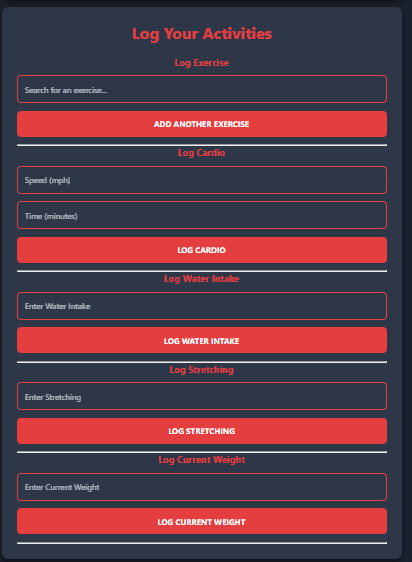 Log Your Activities
Log Exercise
Search for an exercise...
ADD ANOTHER EXERCISE
Log Cardio
Speed (mph)
Time (minutes)
LOG CARDIO
Log Water Intake
Enter Water Intake
LOG WATER INTAKE
Log Stretching
Enter Stretching
LOG STRETCHING
Log Current Weight
Enter Current Weight
LOG CURRENT WEIGHT